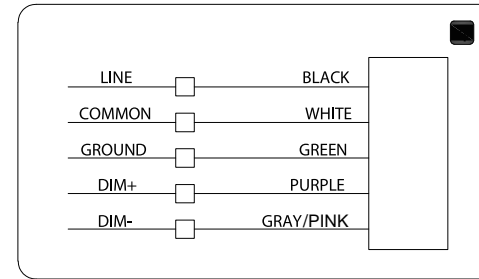 LINE BLACK
COMMON WHITE
GROUND GREEN
DIM+ PURPLE
DIM- GRAY/PINK